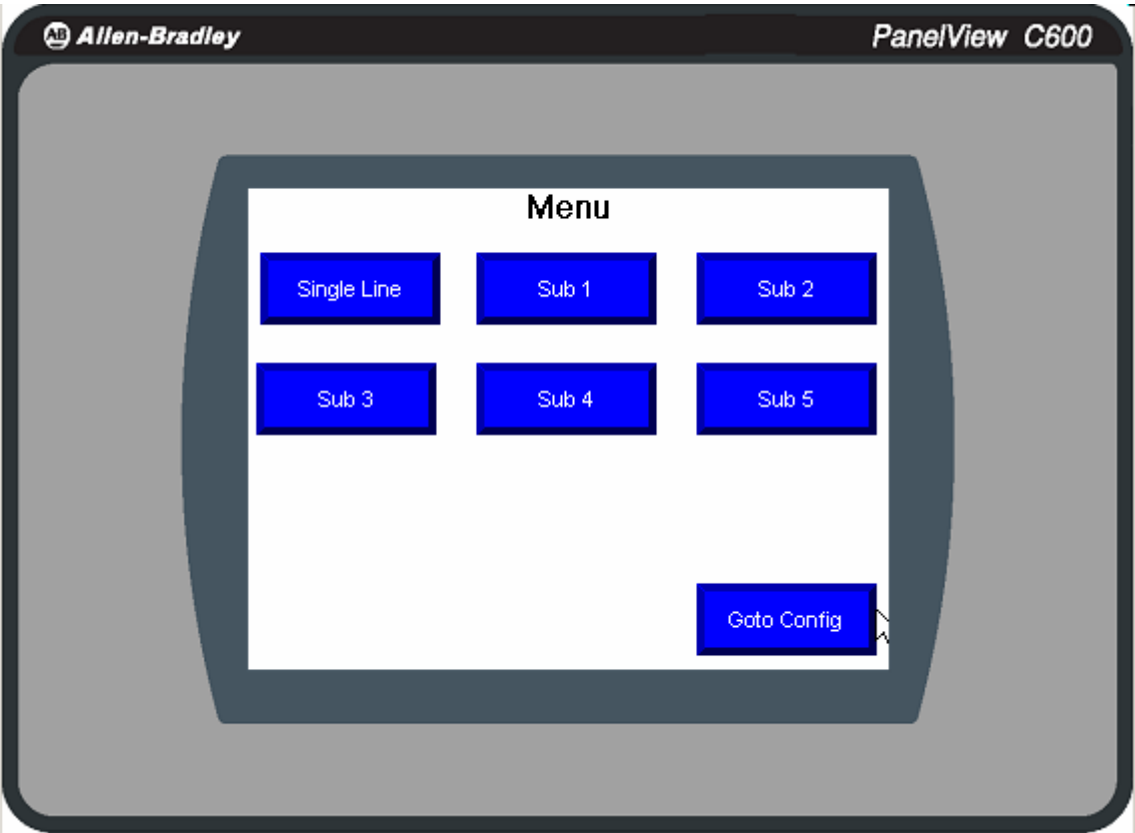 AB Allen-Bradley
PanelView C600
Menu
Single Line
Sub 1
Sub 2
Sub 3
Sub 4
Sub 5
Goto Config